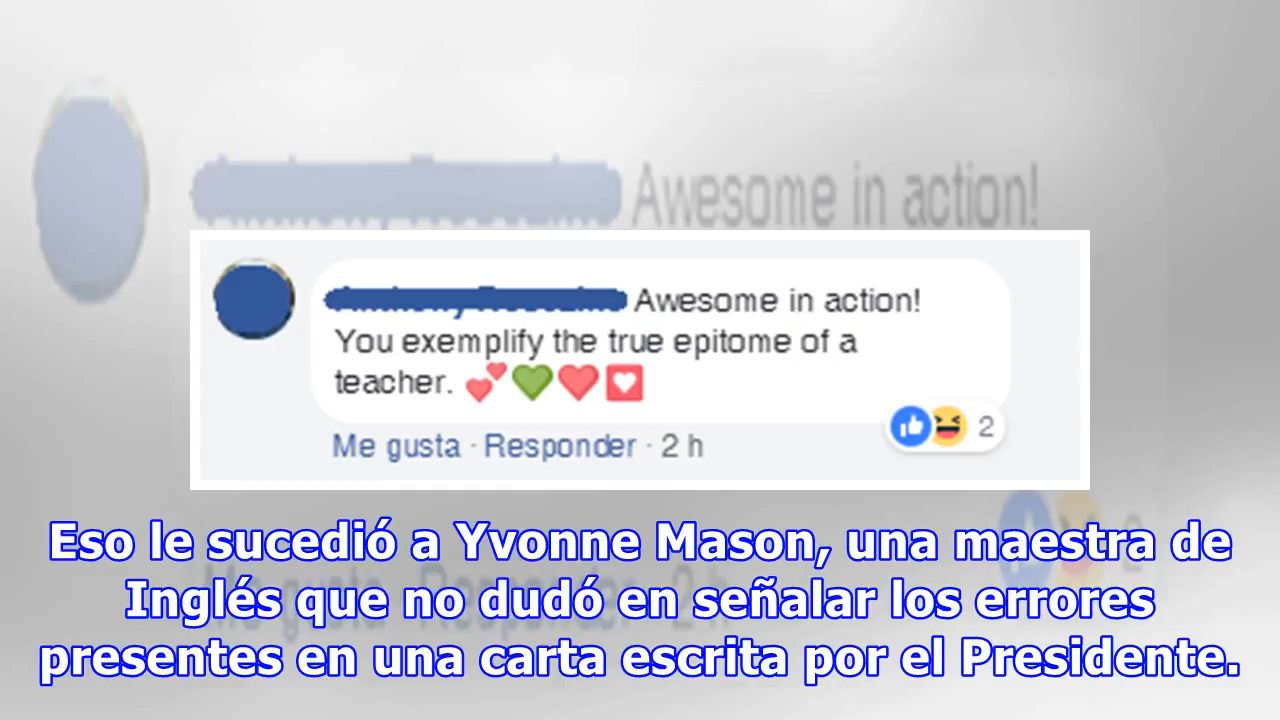 Awesome in action!
Awesome in action!
You exemplify the true epitome of a
teacher.
Me gusta · Responder · 2 h
2
Eso le sucedió a Yvonne Mason, una maestra de
Inglés que no dudó en señalar los errores
presentes en una carta escrita por el Presidente.